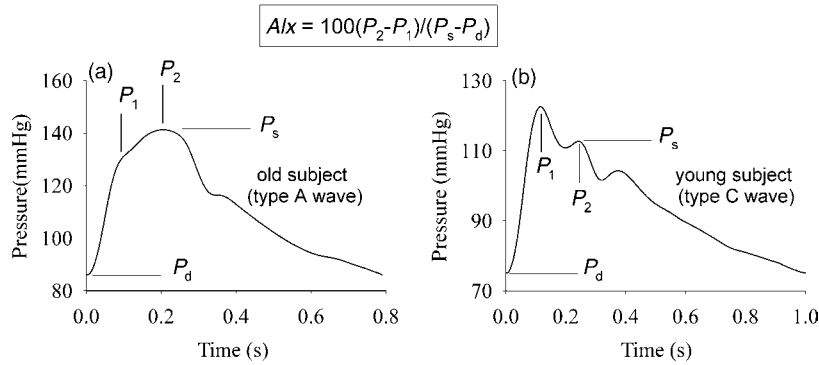 AIx = 100(P2-P1)/(Ps-Pd)
(a)
P1
P2
Ps
Pd
old subject
(type A wave)
Pressure(mmHg)
160
140
120
100
80
0.0 0.2 0.4 0.6 0.8
Time (s)
(b)
P1
P2
Ps
Pd
young subject
(type C wave)
Pressure (mmHg)
130
110
90
70
0.0 0.2 0.4 0.6 0.8 1.0
Time (s)